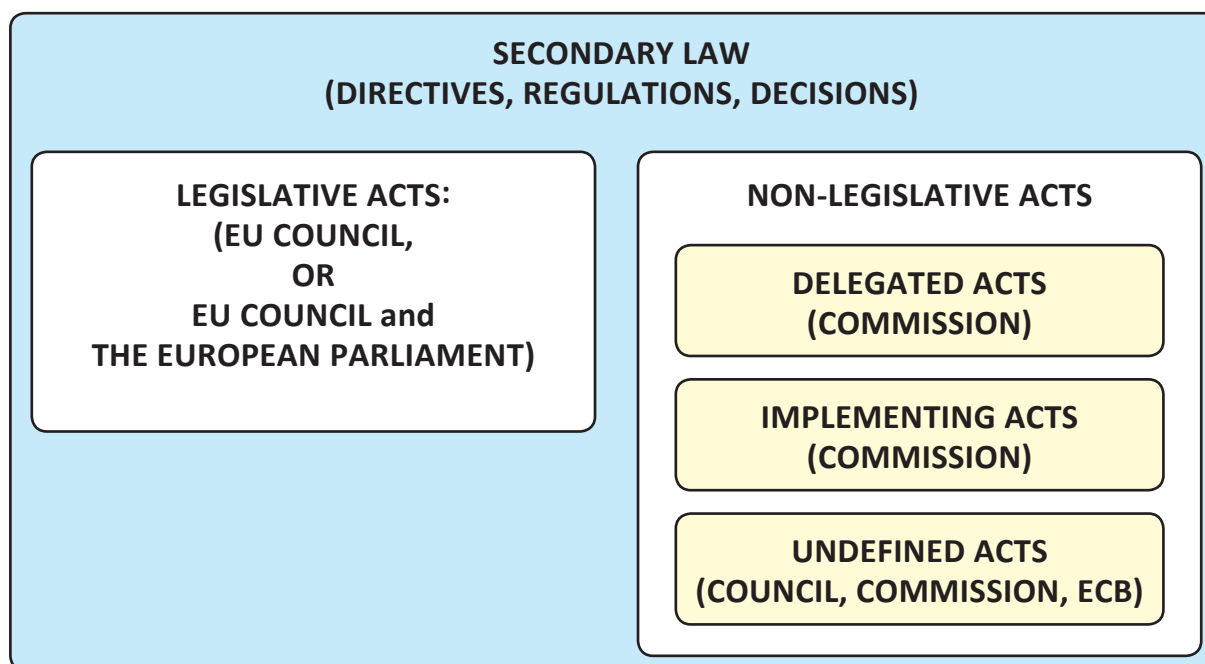 SECONDARY LAW
(DIRECTIVES, REGULATIONS, DECISIONS)
LEGISLATIVE ACTS:
(EU COUNCIL,
OR
EU COUNCIL and
THE EUROPEAN PARLIAMENT)
NON-LEGISLATIVE ACTS
DELEGATED ACTS
(COMMISSION)
IMPLEMENTING ACTS
(COMMISSION)
UNDEFINED ACTS
(COUNCIL, COMMISSION, ECB)